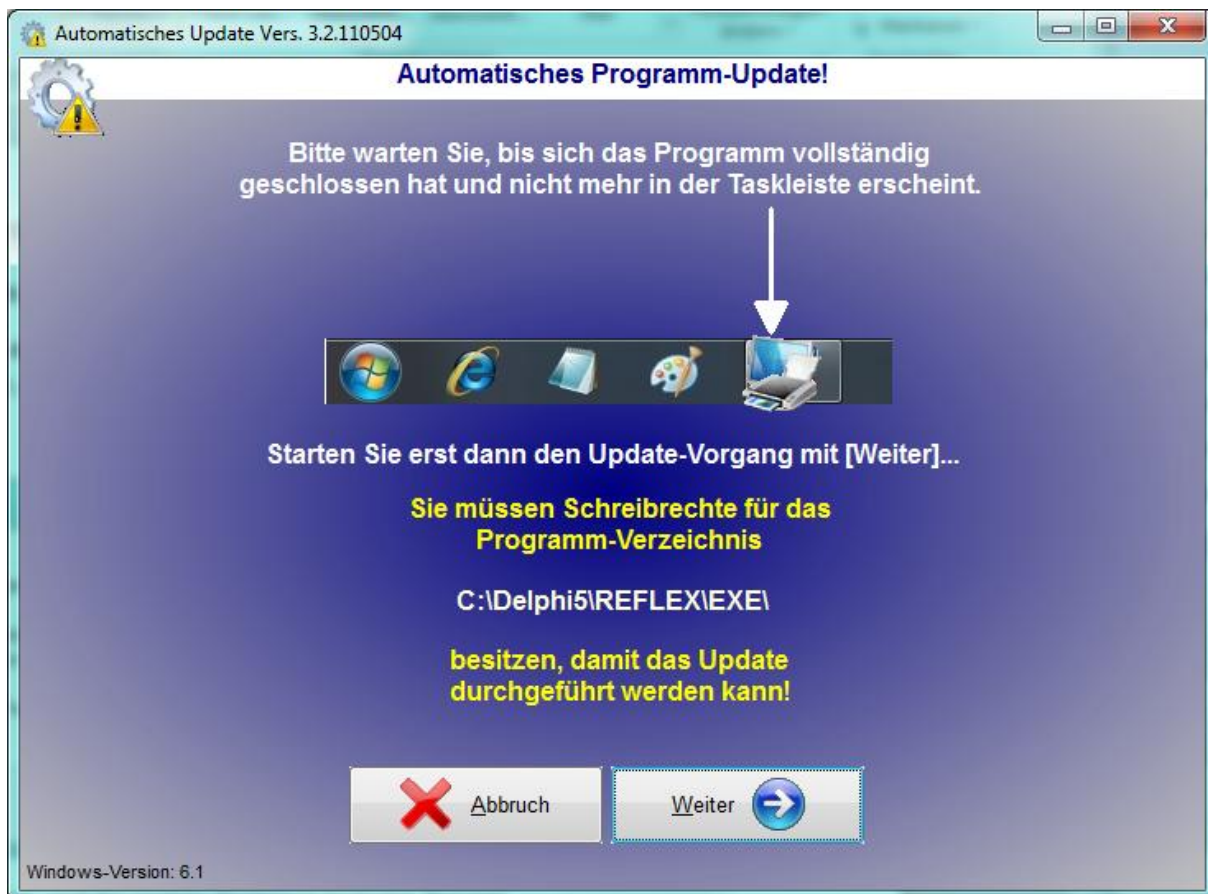 Automatisches Update Vers. 3.2.110504
Automatisches Programm-Update!
Bitte warten Sie, bis sich das Programm vollständig
geschlossen hat und nicht mehr in der Taskleiste erscheint.
Starten Sie erst dann den Update-Vorgang mit [Weiter]...
Sie müssen Schreibrechte für das
Programm-Verzeichnis
C:\Delphi5\REFLEX\EXE\
besitzen, damit das Update
durchgeführt werden kann!
Abbruch
Weiter
Windows-Version: 6.1